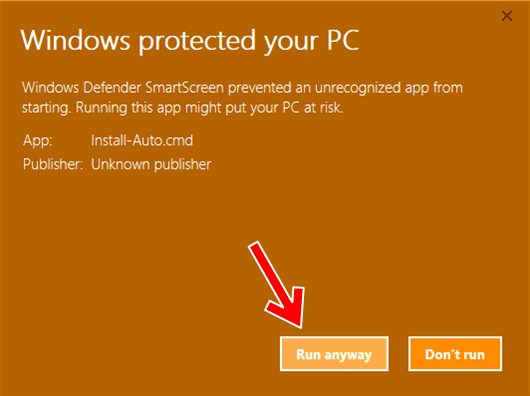 Windows protected your PC
Windows Defender SmartScreen prevented an unrecognized app from
starting. Running this app might put your PC at risk.
App: Install-Auto.cmd
Publisher: Unknown publisher
Run anyway Don't run